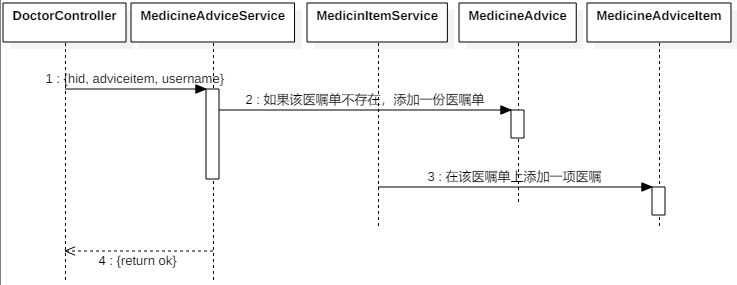 DoctorController
MedicineAdviceService
MedicinItemService
MedicineAdvice
MedicineAdviceItem
1 : {hid, adviceitem, username}
2 : 如果该医嘱单不存在，添加一份医嘱单
3 : 在该医嘱单上添加一项医嘱
4 : {return ok}